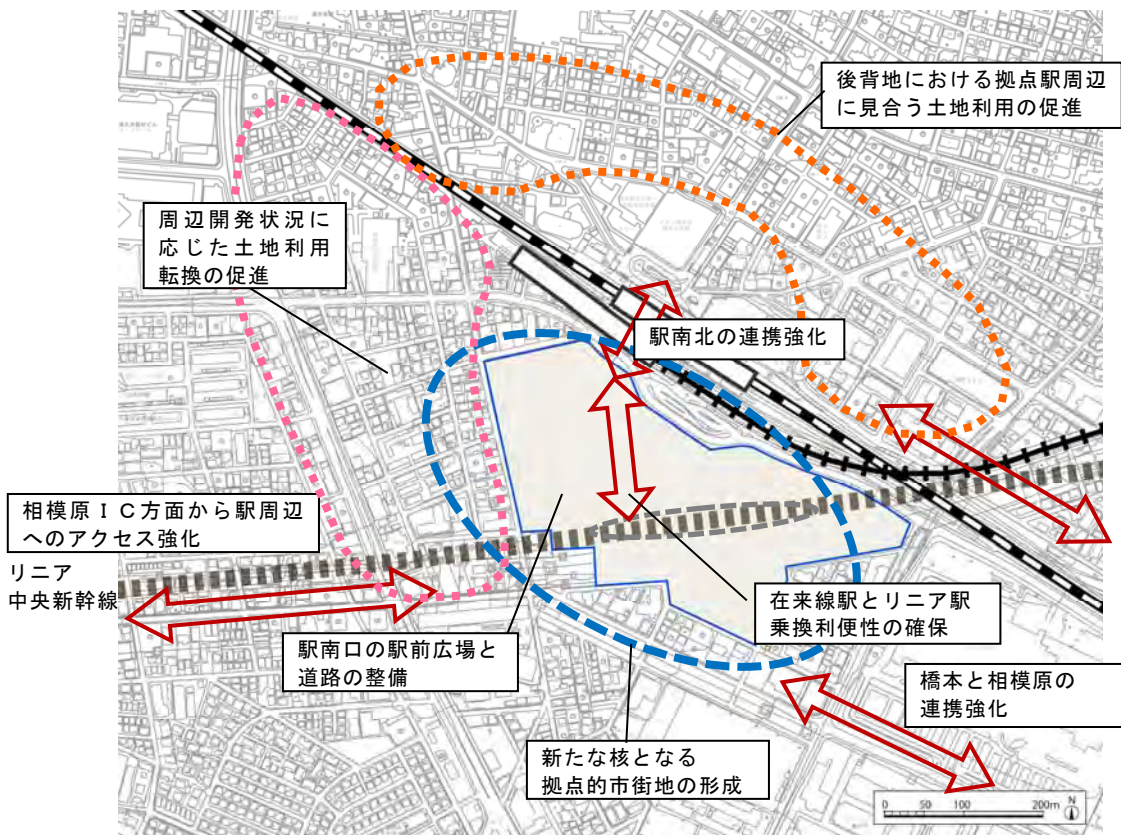 後背地における拠点駅周辺
に見合う土地利用の促進
周辺開発状況に
応じた土地利用
転換の促進
駅南北の連携強化
相模原ＩＣ方面から駅周辺
へのアクセス強化
リニア
中央新幹線
在来線駅とリニア駅
乗換利便性の確保
駅南口の駅前広場と
道路の整備
橋本と相模原の
連携強化
新たな核となる
拠点的市街地の形成
0 50 100 200m
N